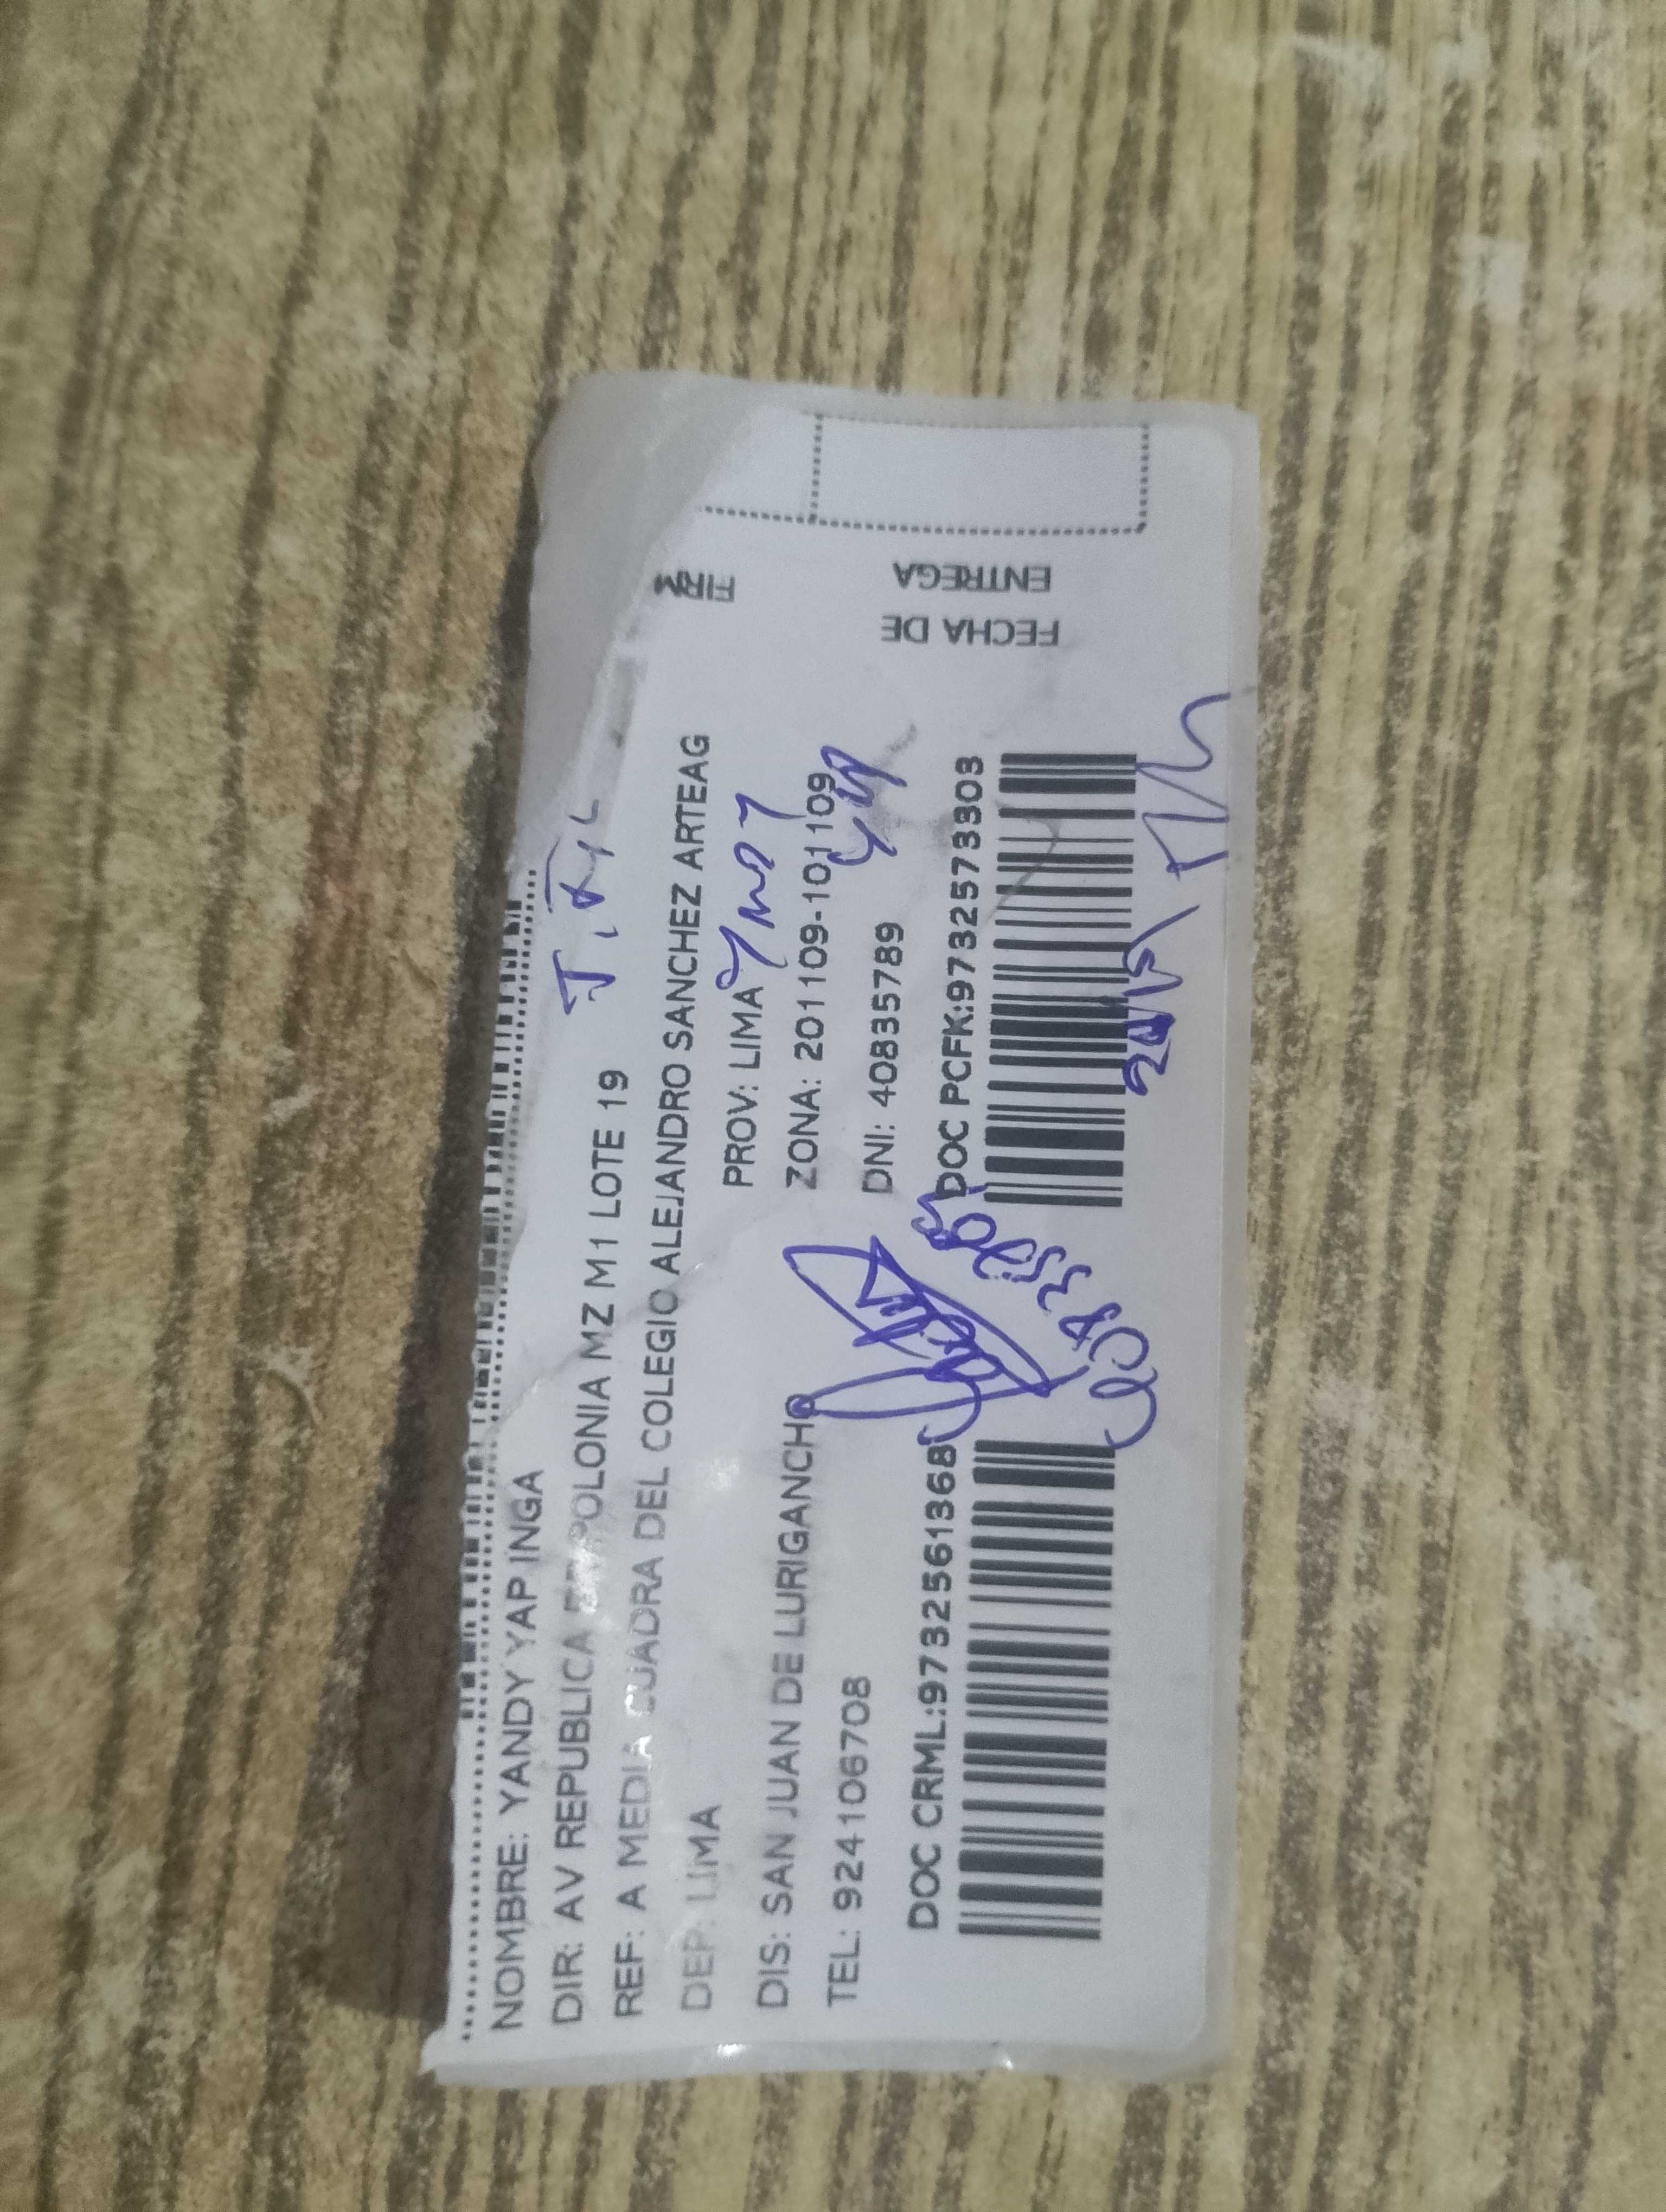 NOMBRE: YANDY YAP INGA
DIR: AV REPUBLICA DE POLONIA MZ M1 LOTE 19
REF: A MEDIA CUADRA DEL COLEGIO ALEJANDRO SANCHEZ ARTEAG
DEP: LIMA PROV: LIMA
DIS: SAN JUAN DE LURIGANCHO ZONA: 201109-101109
TEL: 924106708 DNI: 40835789
DOC CRML:97325561368 DOC PCFK:97325573303
FIRM
FECHA DE
ENTREGA